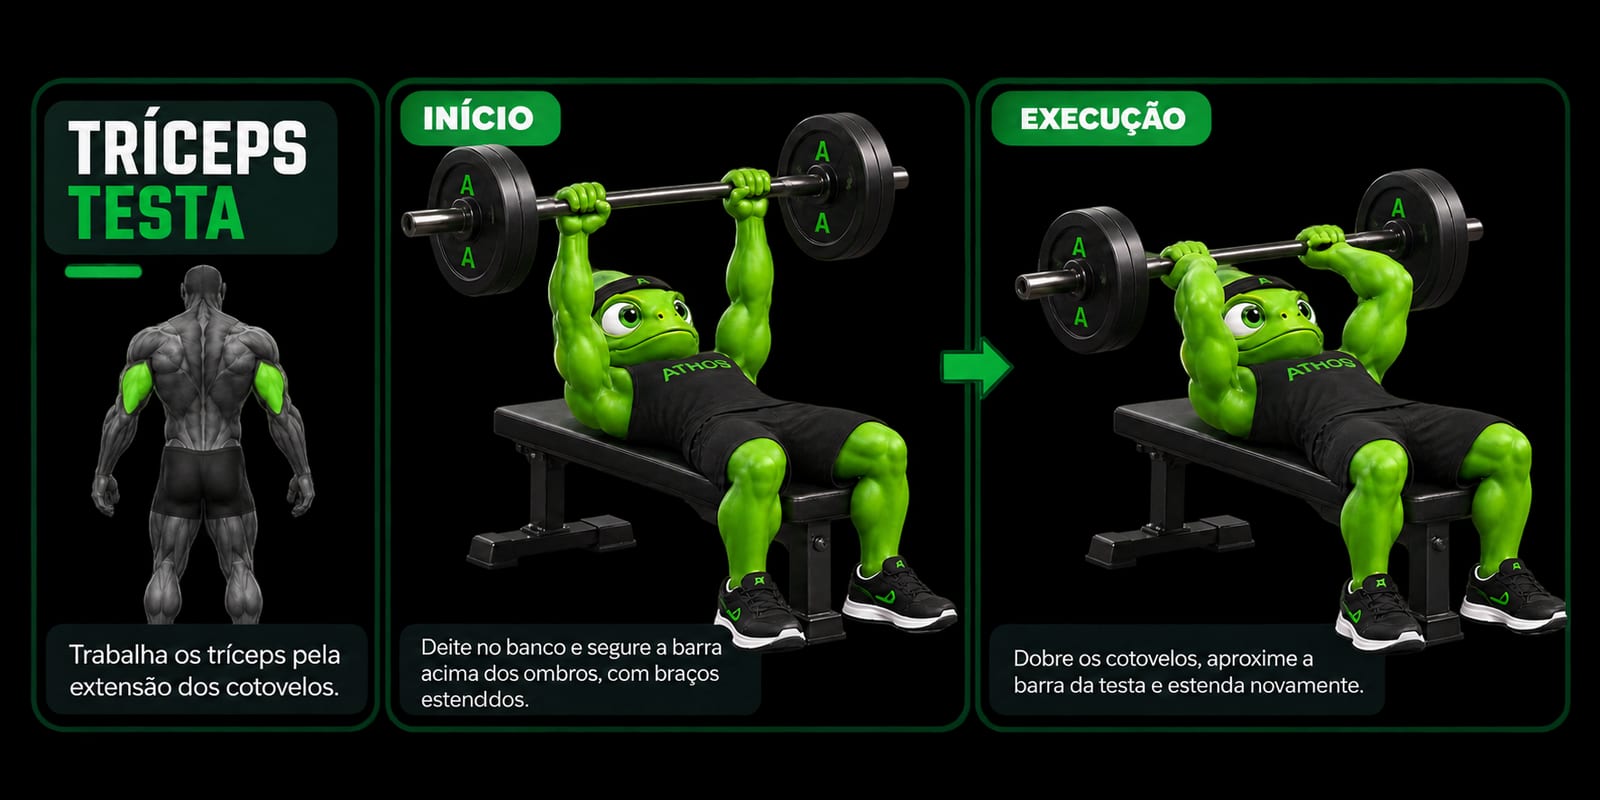 TRÍCEPS
TESTA
Trabalha os tríceps pela
extensão dos cotovelos.
INÍCIO
A
A
A
A
A
ATHOS
Deite no banco e segure a barra
acima dos ombros, com braços
estenddos.
EXECUÇÃO
A
A
A
A
ATHOS
Dobre os cotovelos, aproxime a
barra da testa e estenda novamente.